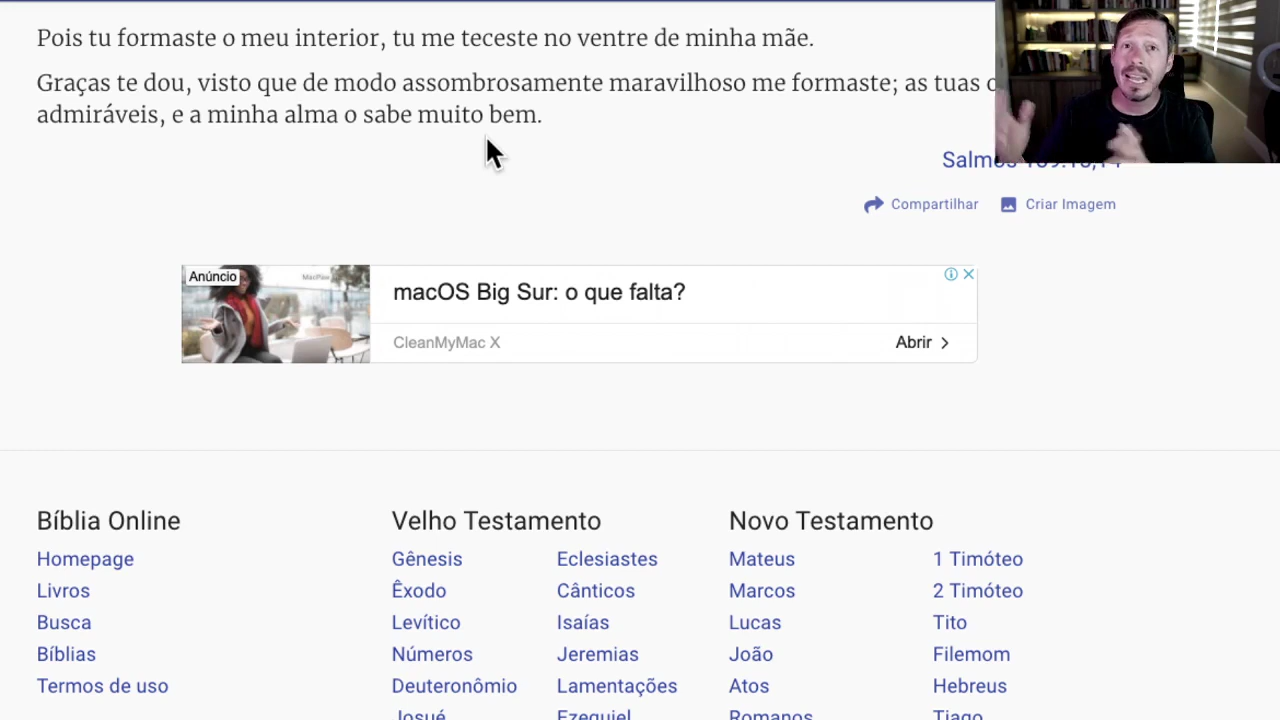 Pois tu formaste o meu interior, tu me teceste no ventre de minha mãe.
Graças te dou, visto que de modo assombrosamente maravilhoso me formaste; as tuas
admiráveis, e a minha alma o sabe muito bem.
Compartilhar
Criar Imagem
Anúncio
macOS Big Sur: o que falta?
CleanMyMac X
Abrir
Bíblia Online
Homepage
Livros
Busca
Bíblias
Termos de uso
Velho Testamento
Gênesis
Êxodo
Levítico
Números
Deuteronômio
Josué
Eclesiastes
Cânticos
Isaías
Jeremias
Lamentações
Ezequiel
Novo Testamento
Mateus
Marcos
Lucas
João
Atos
Romanos
1 Timóteo
2 Timóteo
Tito
Filemom
Hebreus
Tiago